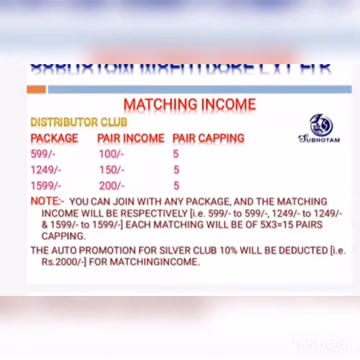 MATCHING INCOME
DISTRIBUTOR CLUB
PACKAGE PAIR INCOME PAIR CAPPING
599/- 100/- 5
1249/- 150/- 5
1599/- 200/- 5
SUBHOTAM
NOTE:- YOU CAN JOIN WITH ANY PACKAGE, AND THE MATCHING
INCOME WILL BE RESPECTIVELY [i.e. 599/- to 599/-, 1249/- to 1249/-
& 1599/- to 1599/-] EACH MATCHING WILL BE OF 5X3=15 PAIRS
CAPPING.
THE AUTO PROMOTION FOR SILVER CLUB 10% WILL BE DEDUCTED [i.e.
Rs.2000/-] FOR MATCHINGINCOME.